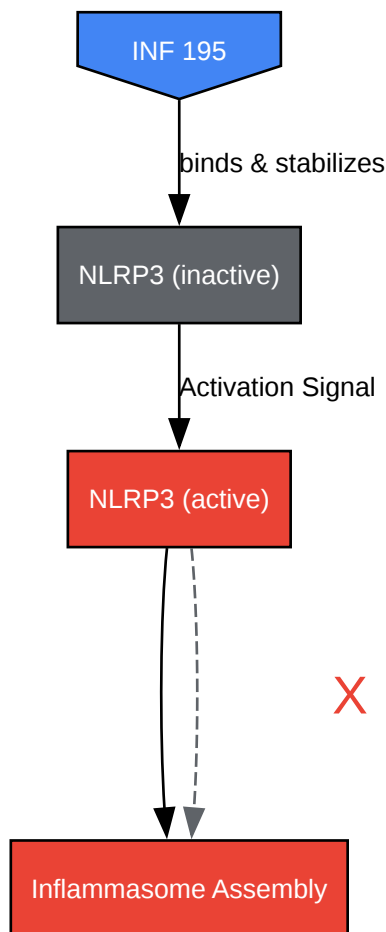 INF 195
binds & stabilizes
NLRP3 (inactive)
Activation Signal
NLRP3 (active)
X
Inflammasome Assembly